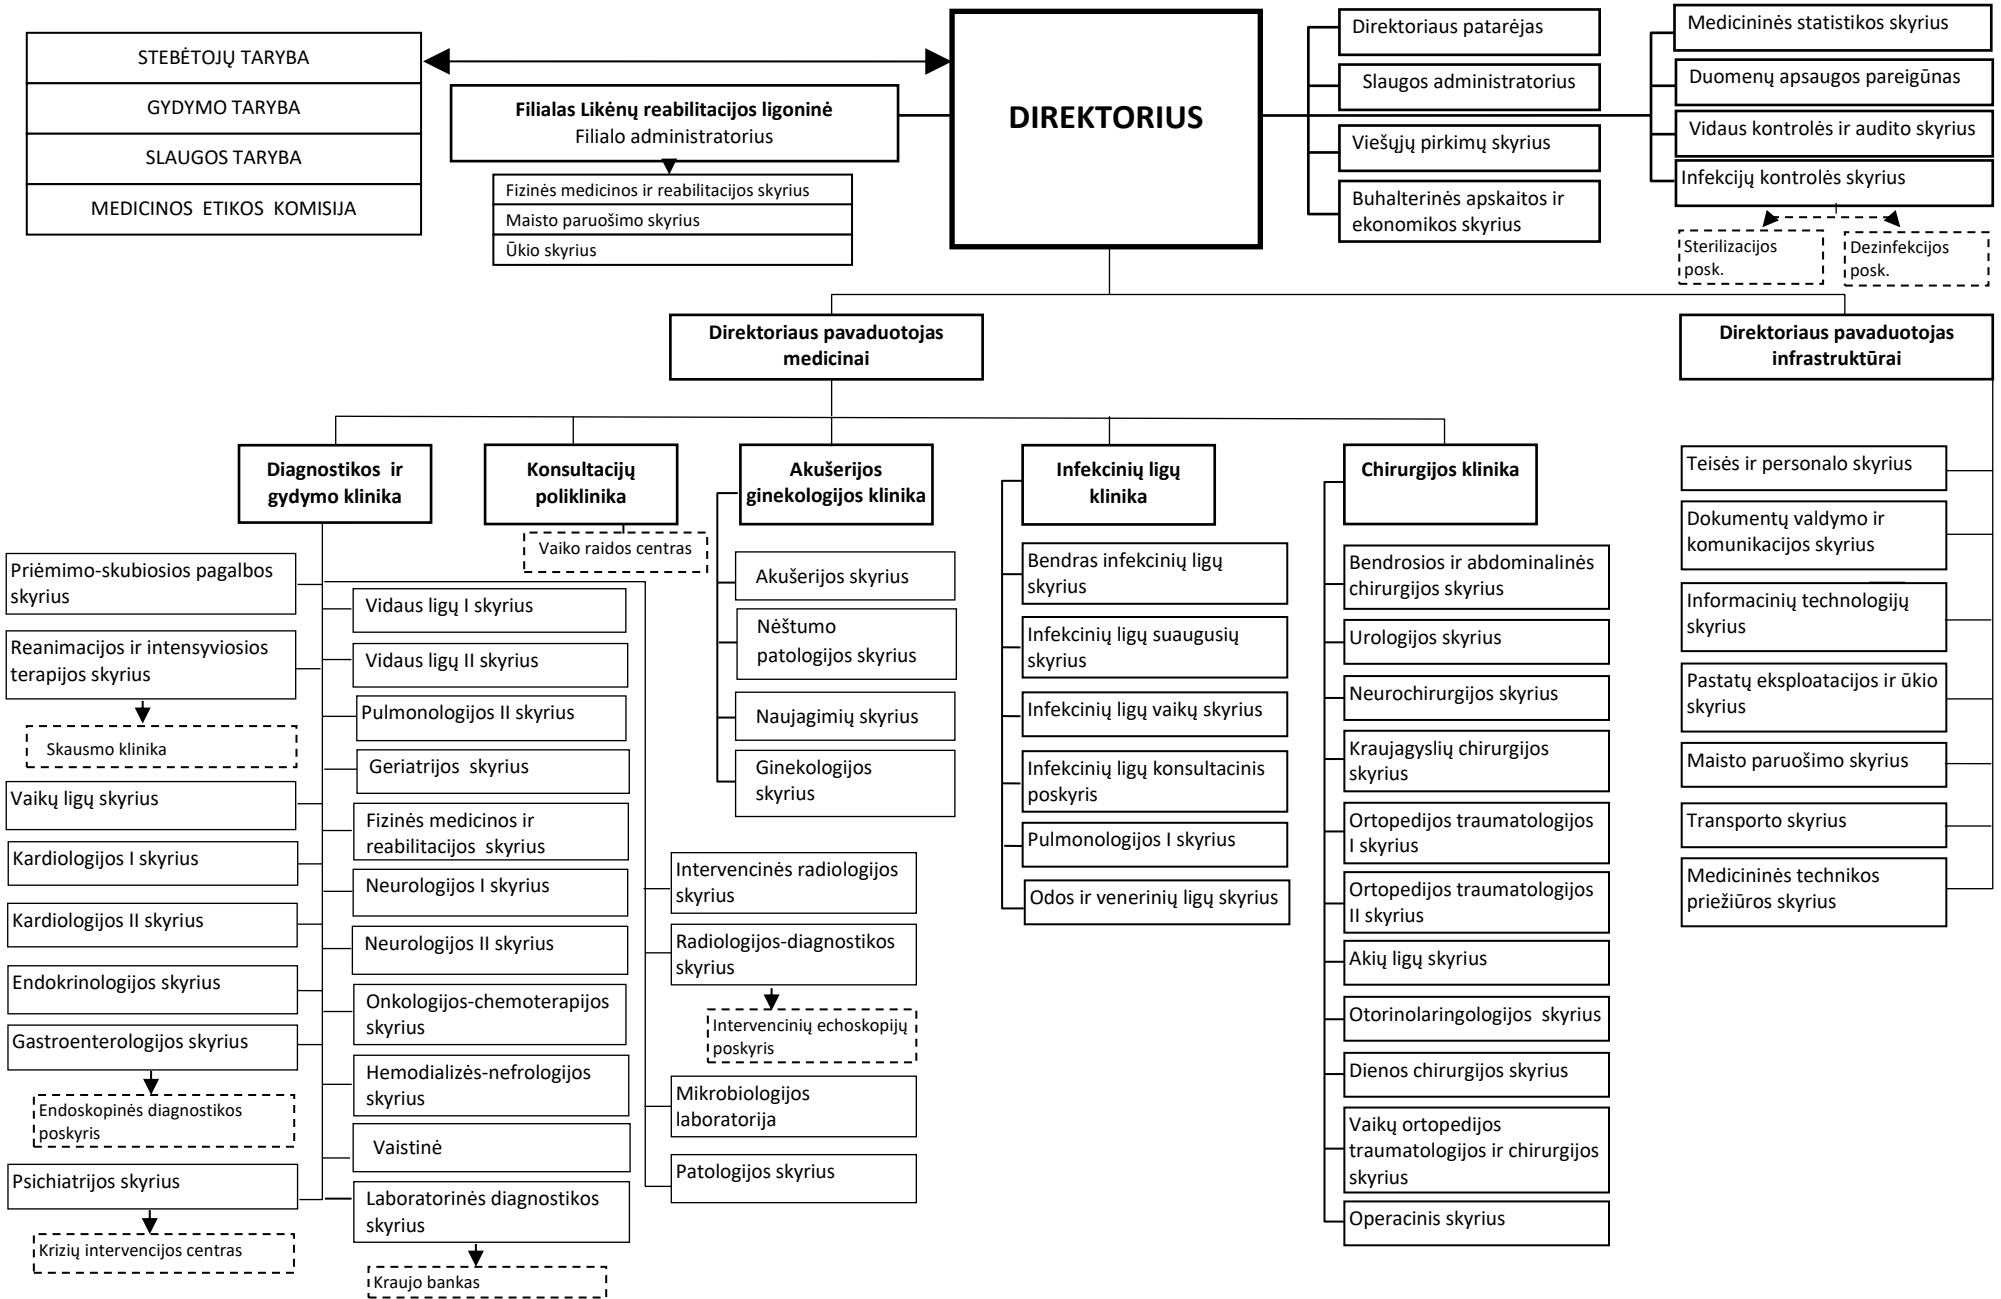 STEBĖTOJŲ TARYBA
GYDYMO TARYBA
SLAUGOS TARYBA
MEDICINOS ETIKOS KOMISIJA
Filialas Likėnų reabilitacijos ligoninė
Filialo administratorius
Fizinės medicinos ir reabilitacijos skyrius
Maisto paruošimo skyrius
Ūkio skyrius
DIREKTORIUS
Direktoriaus patarėjas
Slaugos administratorius
Viešųjų pirkimų skyrius
Buhalterinės apskaitos ir
ekonomikos skyrius
Medicininės statistikos skyrius
Duomenų apsaugos pareigūnas
Vidaus kontrolės ir audito skyrius
Infekcijų kontrolės skyrius
Sterilizacijos
posk.
Dezinfekcijos
posk.
Direktoriaus pavaduotojas
medicinai
Direktoriaus pavaduotojas
infrastruktūrai
Diagnostikos ir
gydymo klinika
Konsultacijų
poliklinika
Vaiko raidos centras
Akušerijos
ginekologijos klinika
Infekcinių ligų
klinika
Chirurgijos klinika
Priėmimo-skubiosios pagalbos
skyrius
Reanimacijos ir intensyviosios
terapijos skyrius
Skausmo klinika
Vaikų ligų skyrius
Kardiologijos I skyrius
Kardiologijos II skyrius
Endokrinologijos skyrius
Gastroenterologijos skyrius
Endoskopinės diagnostikos
poskyris
Psichiatrijos skyrius
Krizių intervencijos centras
Vidaus ligų I skyrius
Vidaus ligų II skyrius
Pulmonologijos II skyrius
Geriatrijos skyrius
Fizinės medicinos ir
reabilitacijos skyrius
Neurologijos I skyrius
Neurologijos II skyrius
Onkologijos-chemoterapijos
skyrius
Hemodializės-nefrologijos
skyrius
Vaistinė
Laboratorinės diagnostikos
skyrius
Kraujo bankas
Intervencinės radiologijos
skyrius
Radiologijos-diagnostikos
skyrius
Intervencinių echoskopijų
poskyris
Mikrobiologijos
laboratorija
Patologijos skyrius
Akušerijos skyrius
Nėštumo
patologijos skyrius
Naujagimių skyrius
Ginekologijos
skyrius
Bendras infekcinių ligų
skyrius
Infekcinių ligų suaugusių
skyrius
Infekcinių ligų vaikų skyrius
Infekcinių ligų konsultacinis
poskyris
Pulmonologijos I skyrius
Odos ir venerinių ligų skyrius
Bendrosios ir abdominalinės
chirurgijos skyrius
Urologijos skyrius
Neurochirurgijos skyrius
Kraujagyslių chirurgijos
skyrius
Ortopedijos traumatologijos
I skyrius
Ortopedijos traumatologijos
II skyrius
Akių ligų skyrius
Otorinolaringologijos skyrius
Dienos chirurgijos skyrius
Vaikų ortopedijos
traumatologijos ir chirurgijos
skyrius
Operacinis skyrius
Teisės ir personalo skyrius
Dokumentų valdymo ir
komunikacijos skyrius
Informacinių technologijų
skyrius
Pastatų eksploatacijos ir ūkio
skyrius
Maisto paruošimo skyrius
Transporto skyrius
Medicininės technikos
priežiūros skyrius